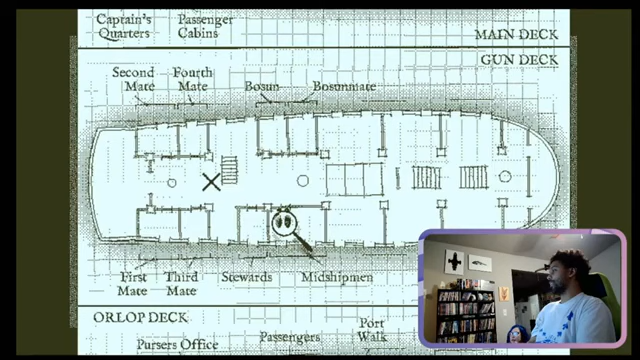 Captain's Quarters
Passenger Cabins
MAIN DECK
GUN DECK
Second Mate
Fourth Mate
Bosun
Bosunmate
First Mate
Third Mate
Stewards
Midshipmen
ORLOP DECK
Pursers Office
Passengers
Port Walk